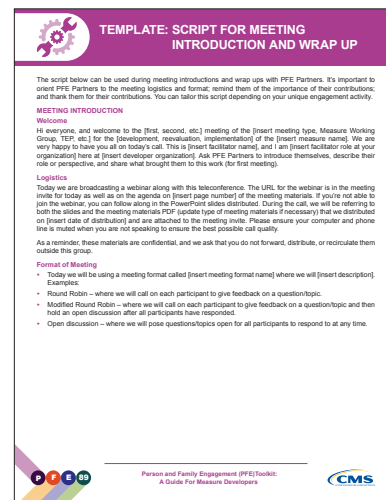 TEMPLATE: SCRIPT FOR MEETING
INTRODUCTION AND WRAP UP
The script below can be used during meeting introductions and wrap ups with PFE Partners. It's important to
orient PFE Partners to the meeting logistics and format; remind them of the importance of their contributions;
and thank them for their contributions. You can tailor this script depending on your unique engagement activity.
MEETING INTRODUCTION
Welcome
Hi everyone, and welcome to the [first, second, etc.] meeting of the [insert meeting type, Measure Working
Group, TEP, etc.] for the [development, reevaluation, implementation] of the [insert measure name]. We are
very happy to have you all on today's call. This is [insert facilitator name], and I am [insert facilitator role at your
organization] here at [insert developer organization]. Ask PFE Partners to introduce themselves, describe their
role or perspective, and share what brought them to this work (for first meeting).
Logistics
Today we are broadcasting a webinar along with this teleconference. The URL for the webinar is in the meeting
invite for today as well as on the agenda on [insert page number] of the meeting materials. If you're not able to
join the webinar, you can follow along in the PowerPoint slides distributed. During the call, we will be referring to
both the slides and the meeting materials PDF (update type of meeting materials if necessary) that we distributed
on [insert date of distribution] and are attached to the meeting invite. Please ensure your computer and phone
line is muted when you are not speaking to ensure the best possible call quality.
As a reminder, these materials are confidential, and we ask that you do not forward, distribute, or recirculate them
outside this group.
Format of Meeting
• Today we will be using a meeting format called [insert meeting format name] where we will [insert description].
Examples:
• Round Robin – where we will call on each participant to give feedback on a question/topic.
• Modified Round Robin – where we will call on each participant to give feedback on a question/topic and then
hold an open discussion after all participants have responded.
• Open discussion – where we will pose questions/topics open for all participants to respond to at any time.
P F E 89
Person and Family Engagement (PFE)Toolkit:
A Guide For Measure Developers
CMS